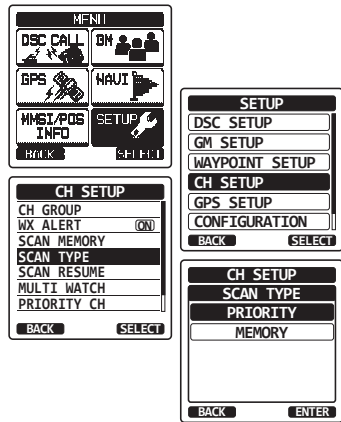 MENU
DSC CALL GM
GPS NAVI
MMSI/POS INFO SETUP
BACK SELECT
SETUP
DSC SETUP
GM SETUP
WAYPOINT SETUP
CH SETUP
GPS SETUP
CONFIGURATION
BACK SELECT
CH SETUP
CH GROUP
WX ALERT ON
SCAN MEMORY
SCAN TYPE
SCAN RESUME
MULTI WATCH
PRIORITY CH
BACK SELECT
CH SETUP
SCAN TYPE
PRIORITY
MEMORY
BACK ENTER